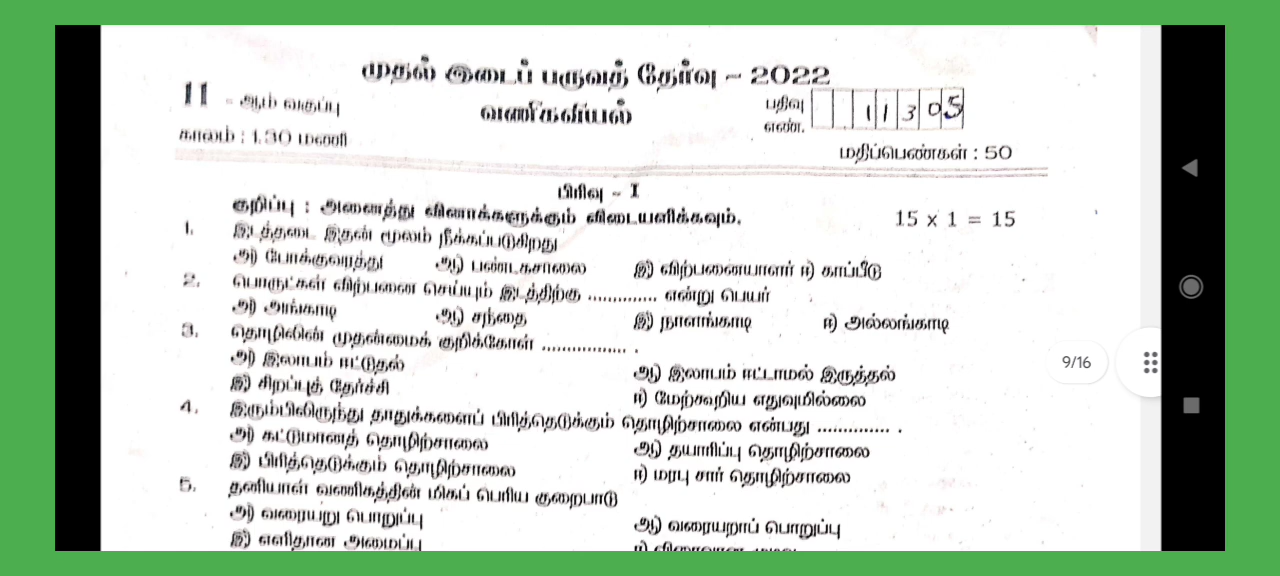 முதல் இடைப் பருவத் தேர்வு – 2022
11 - ஆம் வகுப்பு
வணிகவியல்
பதிவு எண். 11305
காலம் : 1.30 மணி
மதிப்பெண்கள் : 50
பிரிவு – I
குறிப்பு : அனைத்து வினாக்களுக்கும் விடையளிக்கவும். 15 x 1 = 15
1. இடத்தடை இதன் மூலம் நீக்கப்படுகிறது
அ) போக்குவரத்து ஆ) பண்டகசாலை இ) விற்பனையாளர் ஈ) காப்பீடு
2. பொருட்கள் விற்பனை செய்யும் இடத்திற்கு ............. என்று பெயர்
அ) அங்காடி ஆ) சந்தை இ) நாளங்காடி ஈ) அல்லங்காடி
3. தொழிலின் முதன்மைக் குறிக்கோள் ................ .
அ) இலாபம் ஈட்டுதல் ஆ) இலாபம் ஈட்டாமல் இருத்தல்
இ) சிறப்புத் தேர்ச்சி ஈ) மேற்கூறிய எதுவுமில்லை
4. இரும்பிலிருந்து தாதுக்களைப் பிரித்தெடுக்கும் தொழிற்சாலை என்பது .............. .
அ) கட்டுமானத் தொழிற்சாலை ஆ) தயாரிப்பு தொழிற்சாலை
இ) பிரித்தெடுக்கும் தொழிற்சாலை ஈ) மரபு சார் தொழிற்சாலை
5. தனியாள் வணிகத்தின் மிகப் பெரிய குறைபாடு
அ) வரையறு பொறுப்பு ஆ) வரையறாப் பொறுப்பு
இ) எளிதான அமைப்பு
9/16